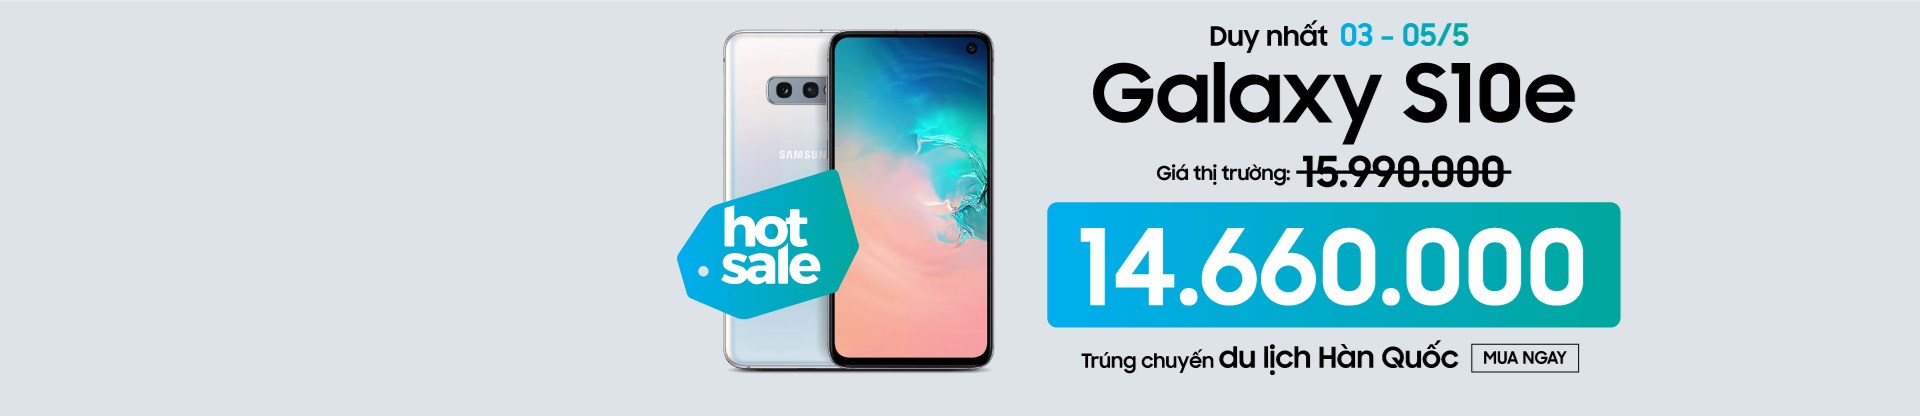 Duy nhất 03 - 05/5
Galaxy S10e
Giá thị trường: 15.990.000
14.660.000
Trúng chuyến du lịch Hàn Quốc MUA NGAY
SAMSUN
hot
sale